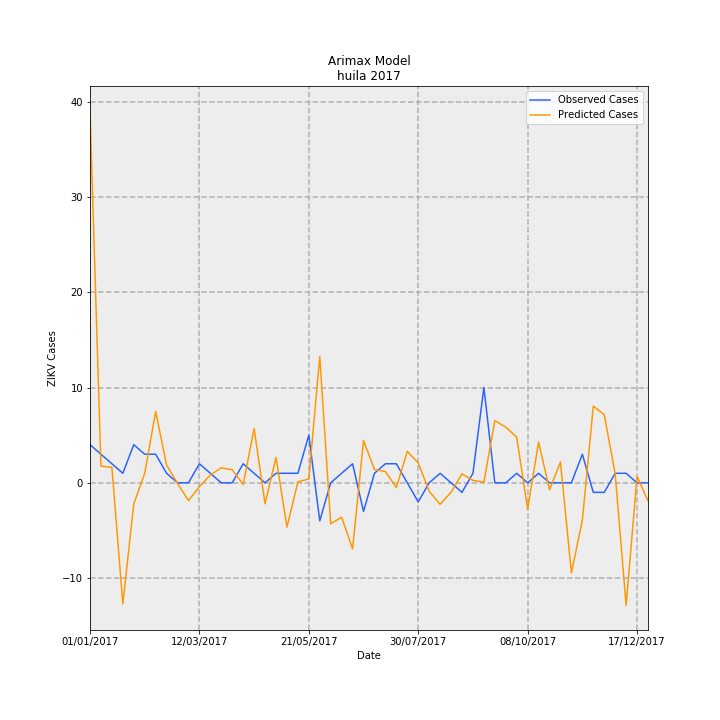 Arimax Model
huila 2017
Observed Cases
Predicted Cases
40
30
20
10
0
−10
ZIKV Cases
01/01/2017
12/03/2017
21/05/2017
30/07/2017
08/10/2017
17/12/2017
Date